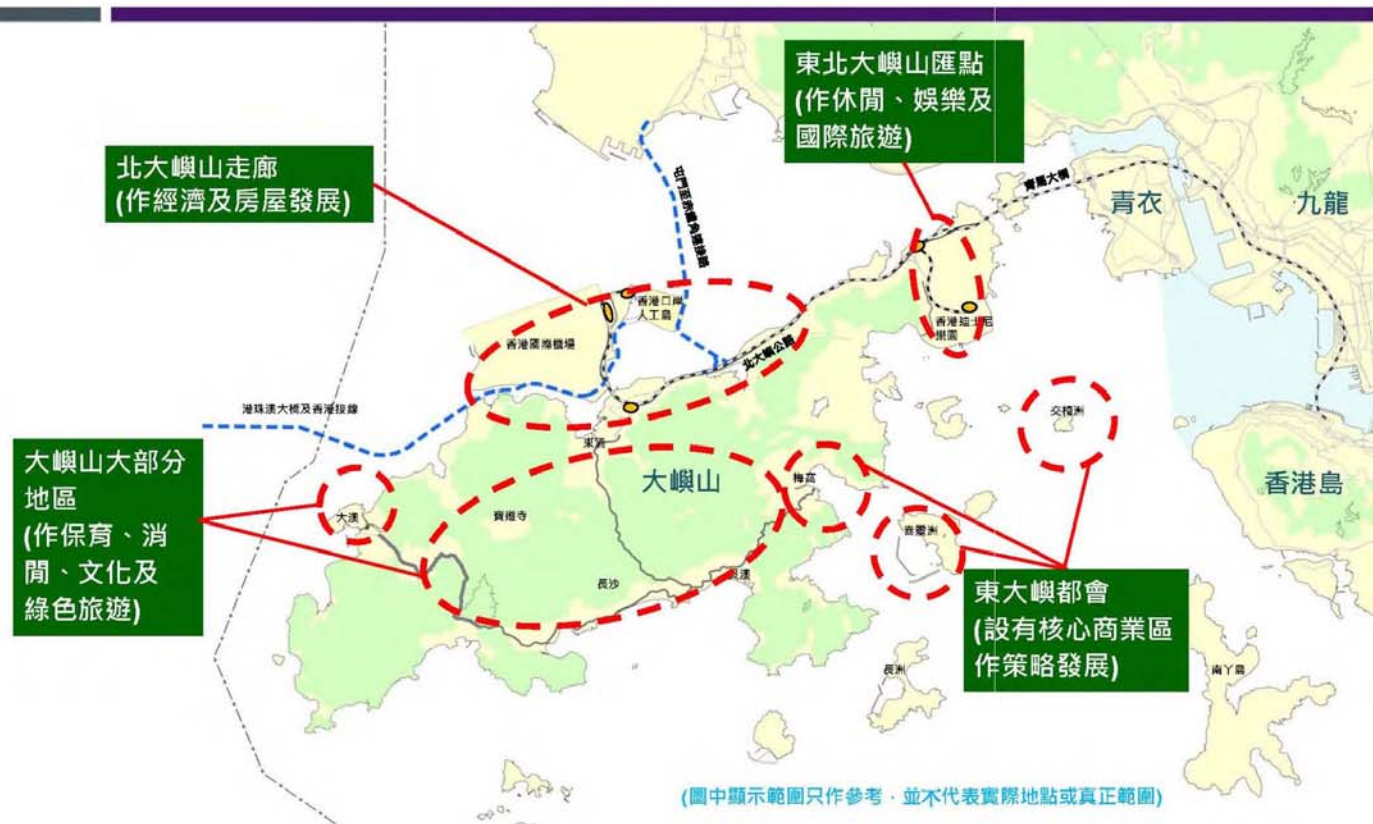 東北大嶼山匯點
(作休閒、娛樂及
國際旅遊)
北大嶼山走廊
(作經濟及房屋發展)
屯門至赤鱲角連接路
青馬大橋
青衣
九龍
香港口岸
人工島
香港國際機場
香港迪士尼
樂園
北大嶼公路
港珠澳大橋及香港接線
交椅洲
東涌
大嶼山大部分
地區
(作保育、消
閒、文化及
綠色旅遊)
大嶼山
梅窩
香港島
大澳
寶蓮寺
喜靈洲
長沙
貝澳
東大嶼都會
(設有核心商業區
作策略發展)
長洲
南丫島
(圖中顯示範圍只作參考，並不代表實際地點或真正範圍)